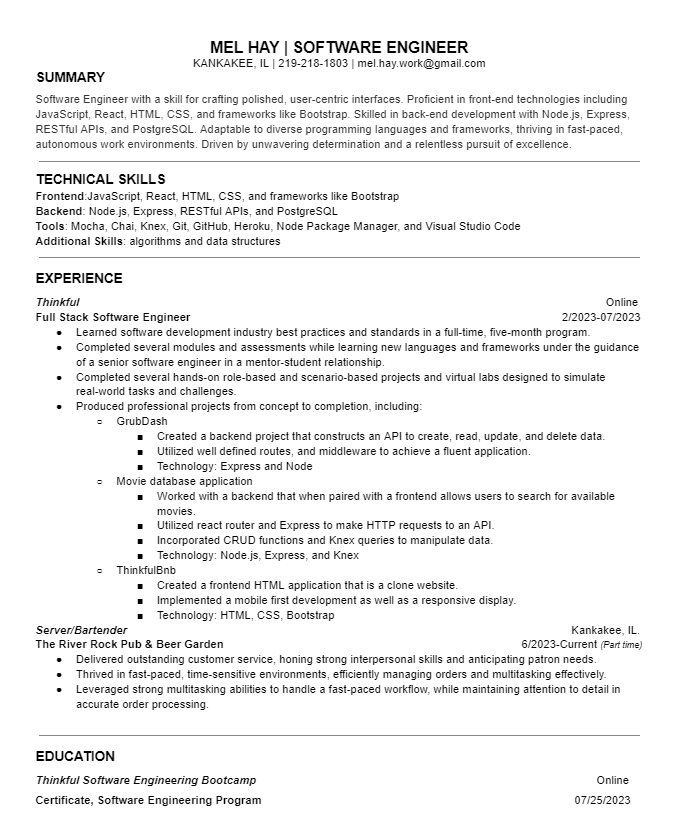 MEL HAY | SOFTWARE ENGINEER
KANKAKEE, IL | 219-218-1803 | mel.hay.work@gmail.com
SUMMARY
Software Engineer with a skill for crafting polished, user-centric interfaces. Proficient in front-end technologies including
JavaScript, React, HTML, CSS, and frameworks like Bootstrap. Skilled in back-end development with Node.js, Express,
RESTful APIs, and PostgreSQL. Adaptable to diverse programming languages and frameworks, thriving in fast-paced,
autonomous work environments. Driven by unwavering determination and a relentless pursuit of excellence.
TECHNICAL SKILLS
Frontend:JavaScript, React, HTML, CSS, and frameworks like Bootstrap
Backend: Node.js, Express, RESTful APIs, and PostgreSQL
Tools: Mocha, Chai, Knex, Git, GitHub, Heroku, Node Package Manager, and Visual Studio Code
Additional Skills: algorithms and data structures
EXPERIENCE
Thinkful Online
Full Stack Software Engineer 2/2023-07/2023
● Learned software development industry best practices and standards in a full-time, five-month program.
● Completed several modules and assessments while learning new languages and frameworks under the guidance
of a senior software engineer in a mentor-student relationship.
● Completed several hands-on role-based and scenario-based projects and virtual labs designed to simulate
real-world tasks and challenges.
● Produced professional projects from concept to completion, including:
○ GrubDash
■ Created a backend project that constructs an API to create, read, update, and delete data.
■ Utilized well defined routes, and middleware to achieve a fluent application.
■ Technology: Express and Node
○ Movie database application
■ Worked with a backend that when paired with a frontend allows users to search for available
movies.
■ Utilized react router and Express to make HTTP requests to an API.
■ Incorporated CRUD functions and Knex queries to manipulate data.
■ Technology: Node.js, Express, and Knex
○ ThinkfulBnb
■ Created a frontend HTML application that is a clone website.
■ Implemented a mobile first development as well as a responsive display.
■ Technology: HTML, CSS, Bootstrap
Server/Bartender Kankakee, IL.
The River Rock Pub & Beer Garden 6/2023-Current (Part time)
● Delivered outstanding customer service, honing strong interpersonal skills and anticipating patron needs.
● Thrived in fast-paced, time-sensitive environments, efficiently managing orders and multitasking effectively.
● Leveraged strong multitasking abilities to handle a fast-paced workflow, while maintaining attention to detail in
accurate order processing.
EDUCATION
Thinkful Software Engineering Bootcamp Online
Certificate, Software Engineering Program 07/25/2023